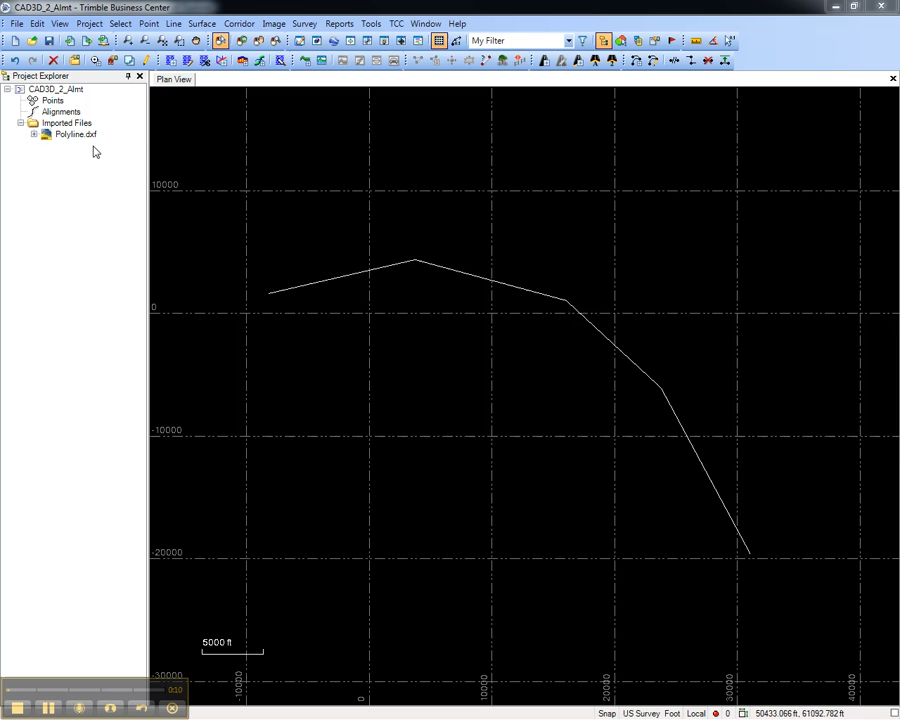 CAD3D_2_Almt - Trimble Business Center
File Edit View Project Select Point Line Surface Corridor Image Survey Reports Tools TCC Window Help
My Filter
Project Explorer
Plan View
CAD3D_2_Almt
Points
Alignments
Imported Files
Polyline.dxf
10000
0
-10000
-20000
5000 ft
-30000
-10000
0
10000
20000
30000
40000
0:10
Snap US Survey Foot Local 0 50433.066 ft, 61092.782 ft